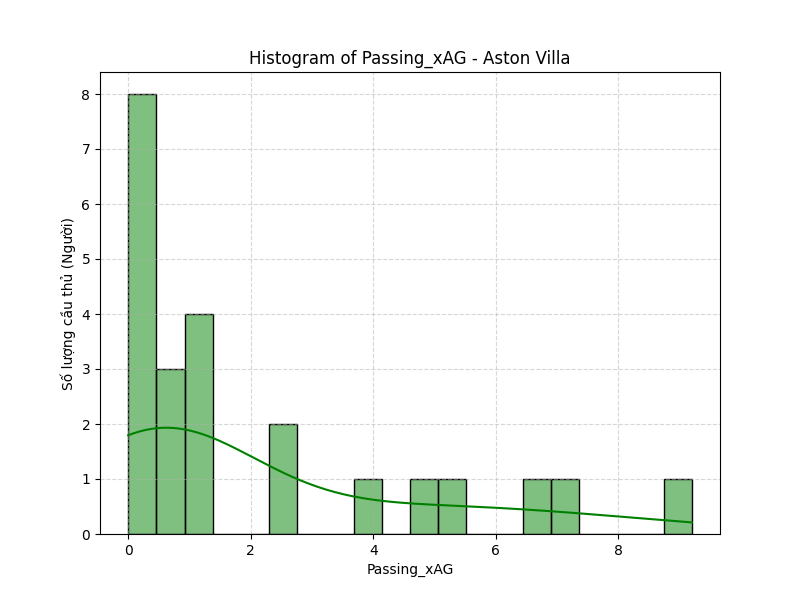 Histogram of Passing_xAG - Aston Villa
Số lượng cầu thủ (Người)
8
7
6
5
4
3
2
1
0
0 2 4 6 8
Passing_xAG